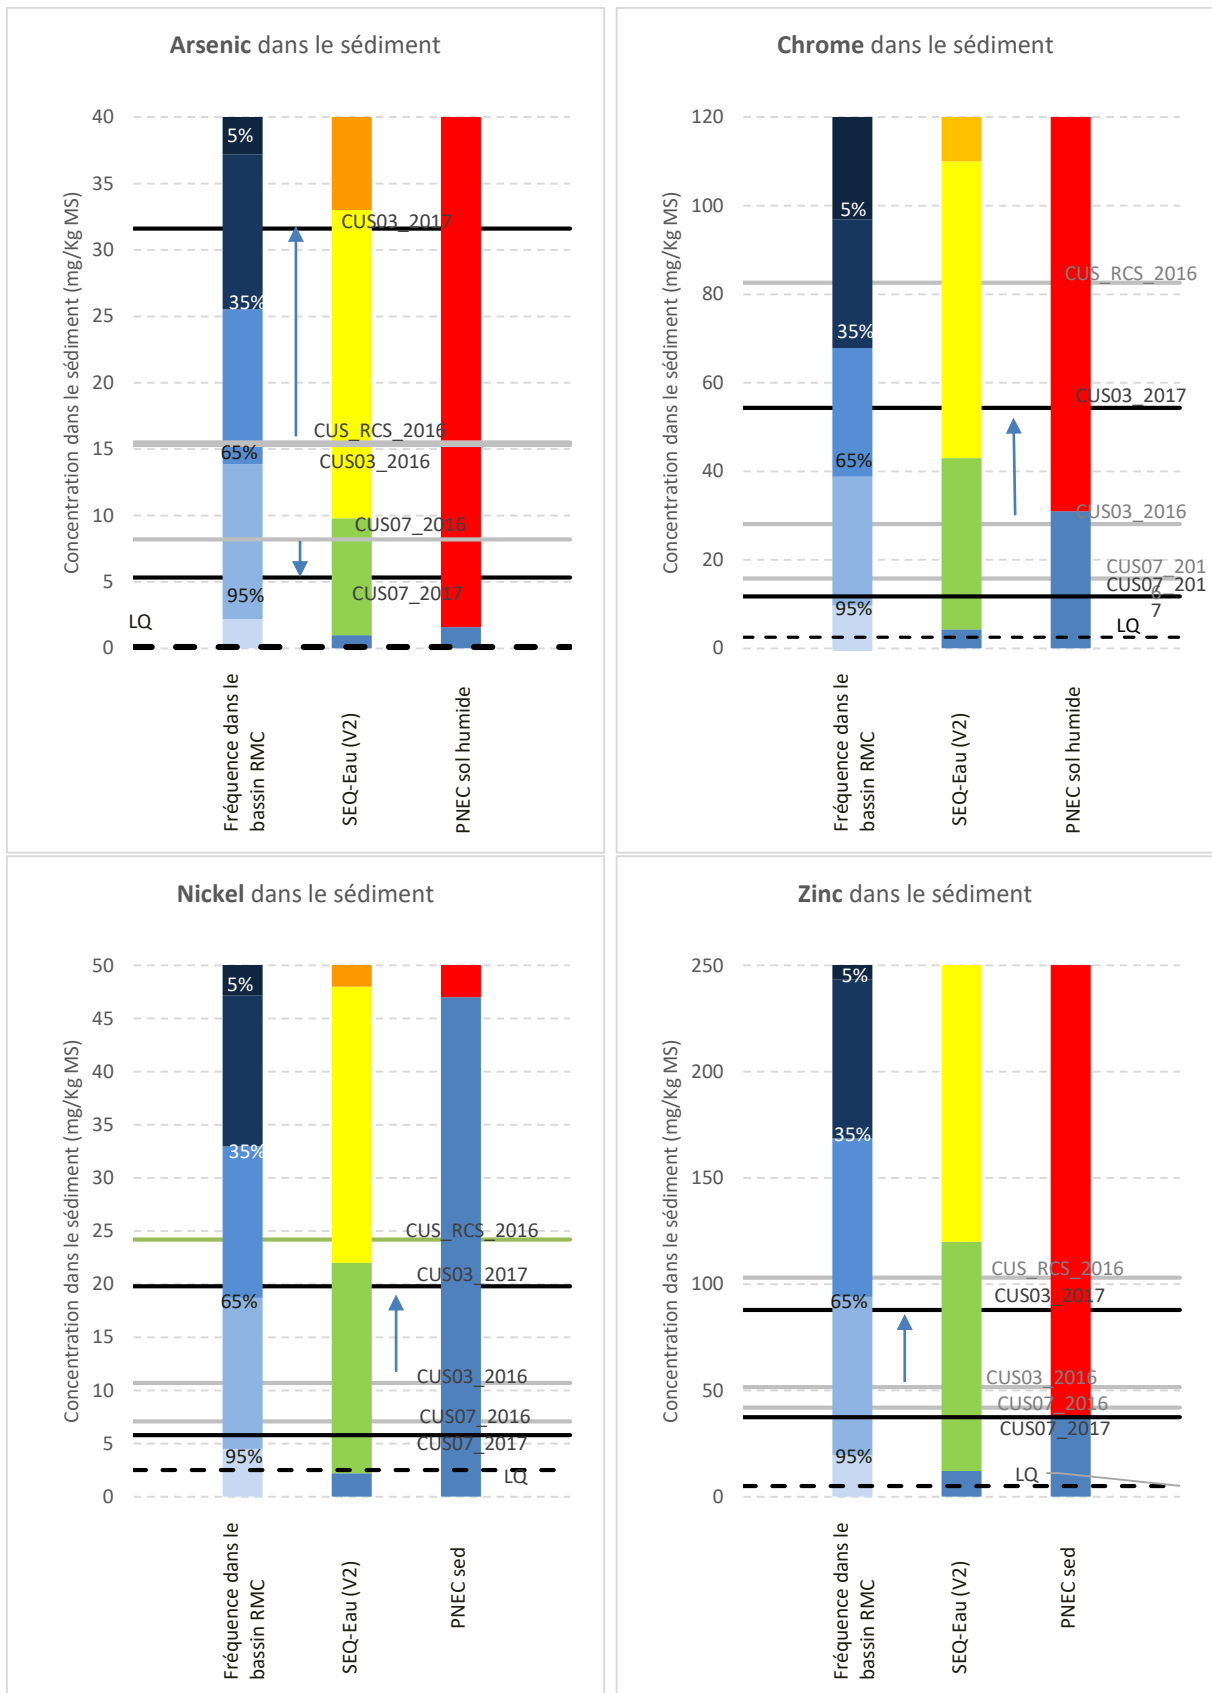 Arsenic dans le sédiment
Concentration dans le sédiment (mg/Kg MS)
40
35
30
25
20
15
10
5
0
5%
35%
65%
95%
CUS03_2017
CUS_RCS_2016
CUS03_2016
CUS07_2016
CUS07_2017
LQ
Fréquence dans le
bassin RMC
SEQ-Eau (V2)
PNEC sol humide
Chrome dans le sédiment
Concentration dans le sédiment (mg/Kg MS)
120
100
80
60
40
20
0
5%
35%
65%
95%
CUS_RCS_2016
CUS03_2017
CUS03_2016
CUS07_201
6
CUS07_201
7
LQ
Fréquence dans le
bassin RMC
SEQ-Eau (V2)
PNEC sol humide
Nickel dans le sédiment
Concentration dans le sédiment (mg/Kg MS)
50
45
40
35
30
25
20
15
10
5
0
5%
35%
65%
95%
CUS_RCS_2016
CUS03_2017
CUS03_2016
CUS07_2016
CUS07_2017
LQ
Fréquence dans le
bassin RMC
SEQ-Eau (V2)
PNEC sed
Zinc dans le sédiment
Concentration dans le sédiment (mg/Kg MS)
250
200
150
100
50
0
5%
35%
65%
95%
CUS_RCS_2016
CUS03_2017
CUS03_2016
CUS07_2016
CUS07_2017
LQ
Fréquence dans le
bassin RMC
SEQ-Eau (V2)
PNEC sed